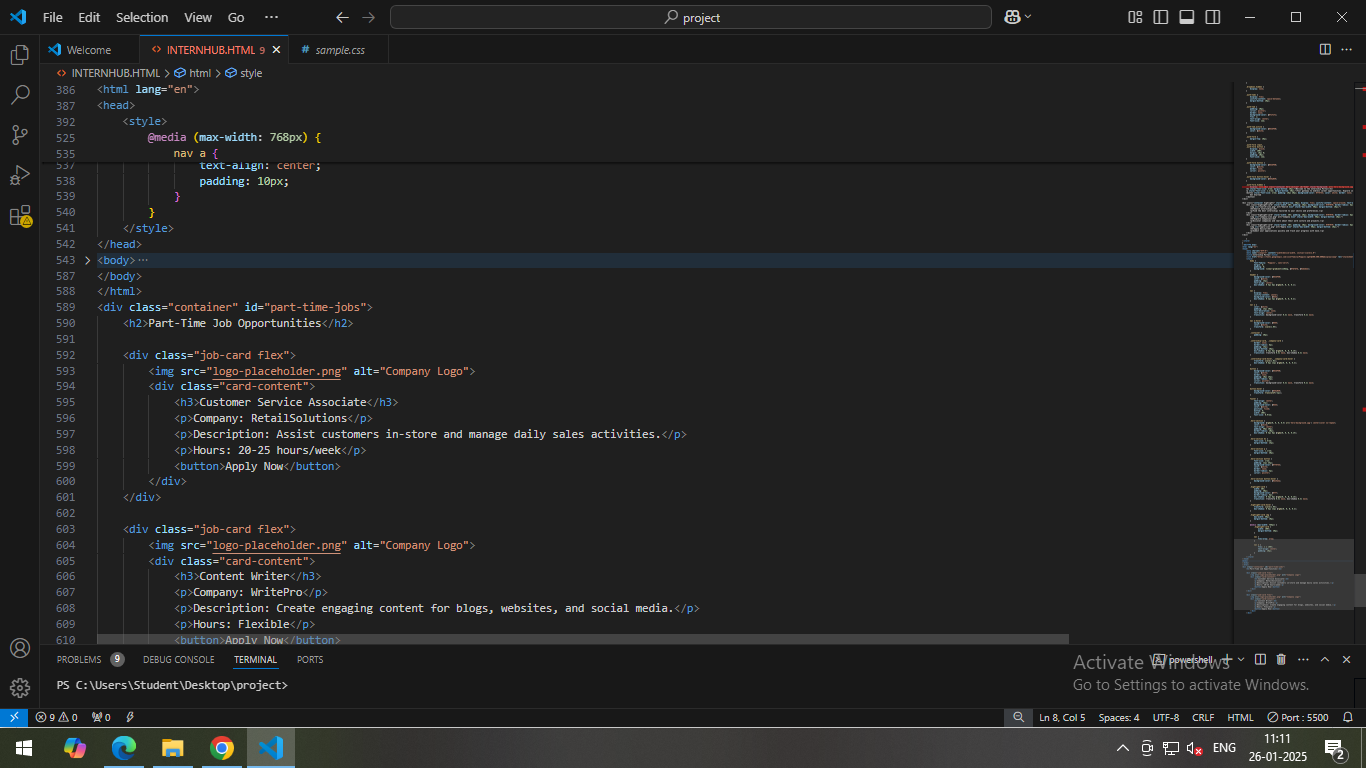 File Edit Selection View Go ··· project
Welcome INTERNHUB.HTML 9 sample.css
INTERNHUB.HTML > html > style
386 <html lang="en">
387 <head>
392 <style>
525 @media (max-width: 768px) {
535 nav a {
537 text-align: center;
538 padding: 10px;
539 }
540 }
541 </style>
542 </head>
543 <body> ···
587 </body>
588 </html>
589 <div class="container" id="part-time-jobs">
590 <h2>Part-Time Job Opportunities</h2>
591
592 <div class="job-card flex">
593 <img src="logo-placeholder.png" alt="Company Logo">
594 <div class="card-content">
595 <h3>Customer Service Associate</h3>
596 <p>Company: RetailSolutions</p>
597 <p>Description: Assist customers in-store and manage daily sales activities.</p>
598 <p>Hours: 20-25 hours/week</p>
599 <button>Apply Now</button>
600 </div>
601 </div>
602
603 <div class="job-card flex">
604 <img src="logo-placeholder.png" alt="Company Logo">
605 <div class="card-content">
606 <h3>Content Writer</h3>
607 <p>Company: WritePro</p>
608 <p>Description: Create engaging content for blogs, websites, and social media.</p>
609 <p>Hours: Flexible</p>
610 <button>Apply Now</button>
PROBLEMS 9 DEBUG CONSOLE TERMINAL PORTS powershell
Activate Windows
Go to Settings to activate Windows.
PS C:\Users\Student\Desktop\project>
9 0 0 Ln 8, Col 5 Spaces: 4 UTF-8 CRLF HTML Port : 5500
ENG 11:11
26-01-2025 2